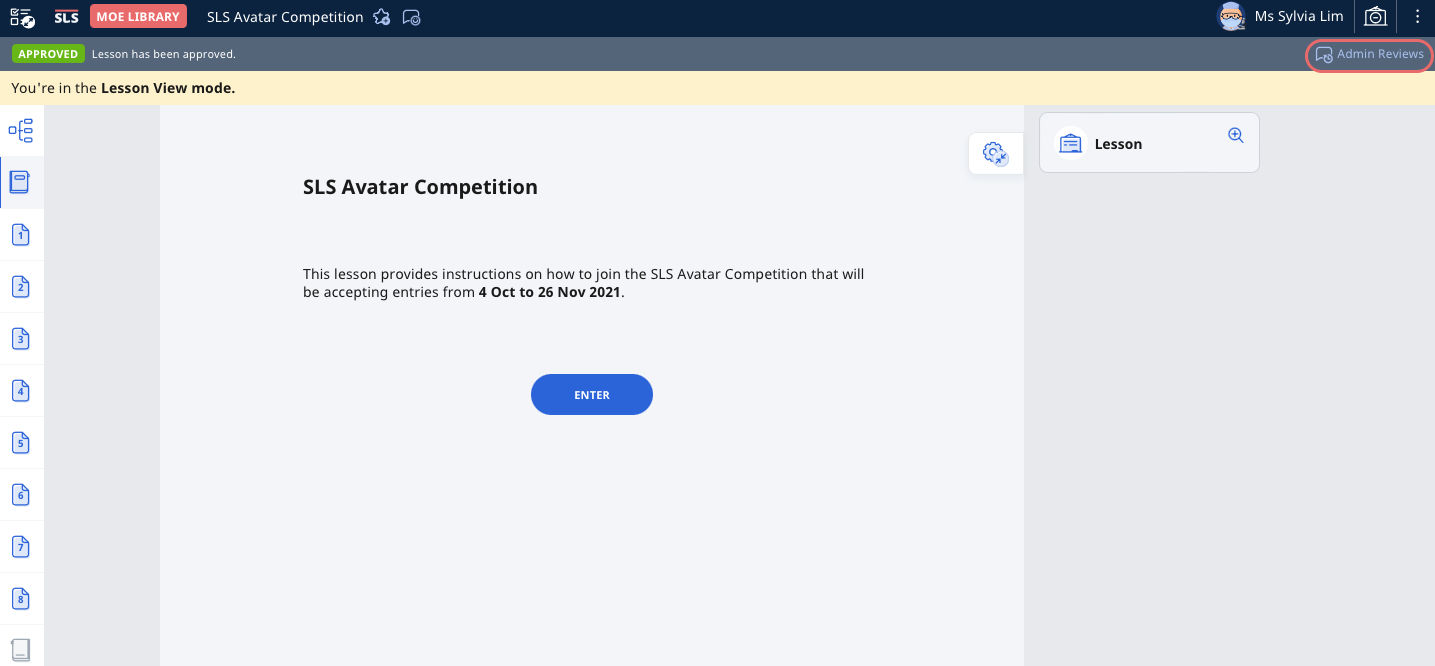 SLS MOE LIBRARY SLS Avatar Competition Ms Sylvia Lim
APPROVED Lesson has been approved. Admin Reviews
You're in the Lesson View mode.
Lesson
SLS Avatar Competition
This lesson provides instructions on how to join the SLS Avatar Competition that will
be accepting entries from 4 Oct to 26 Nov 2021.
ENTER
1
2
3
4
5
6
7
8